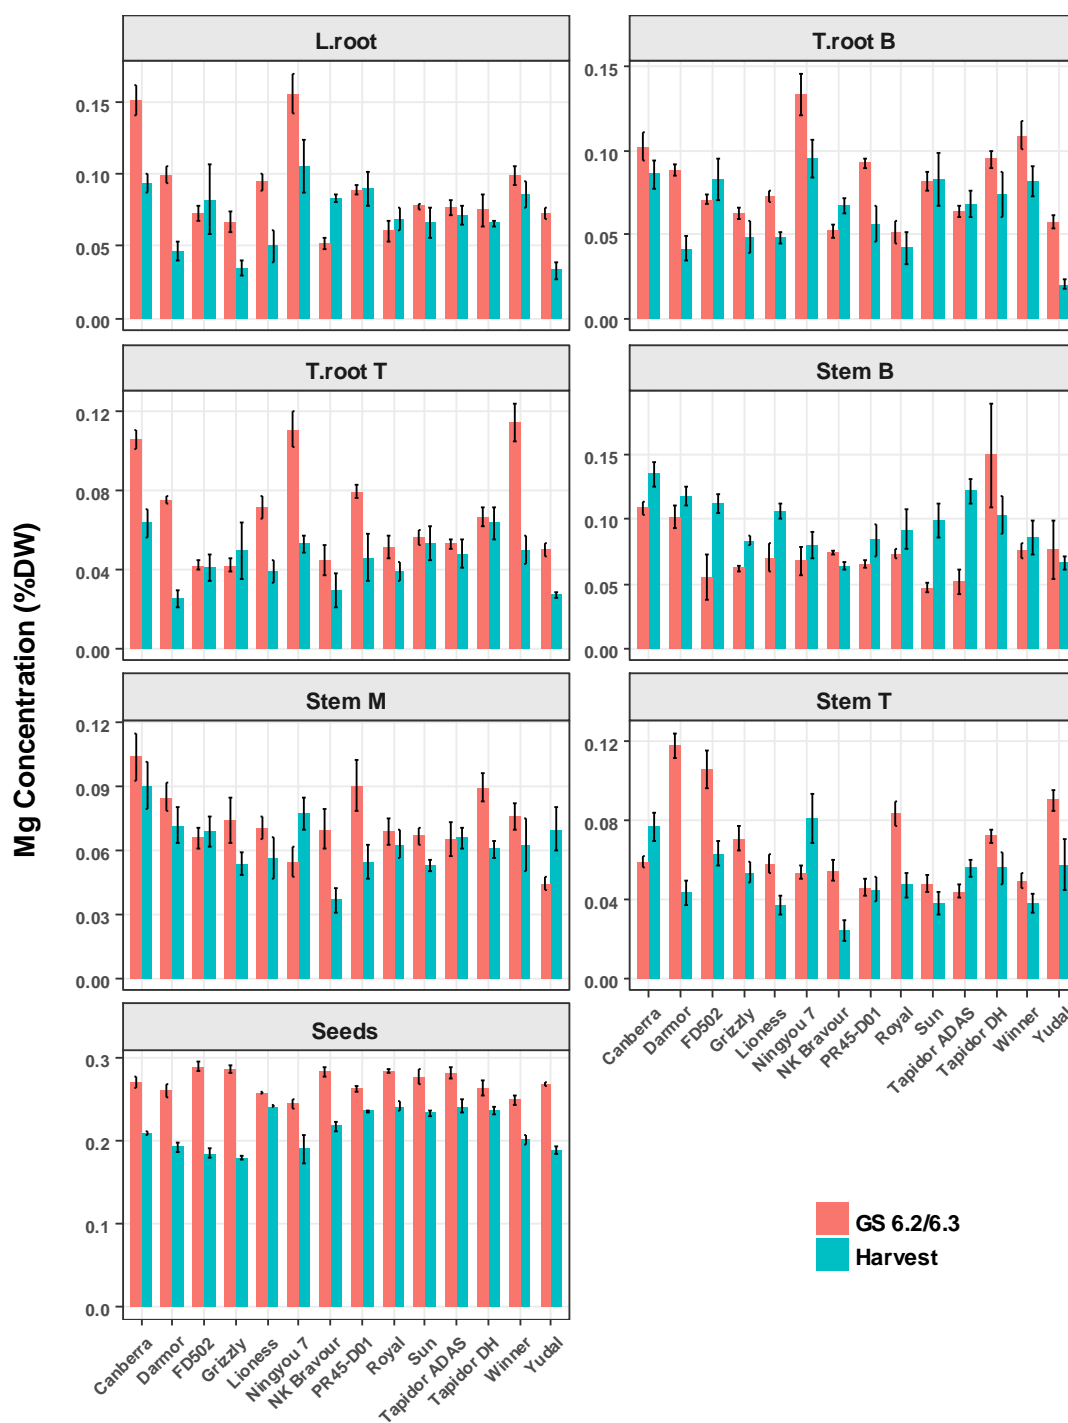 L.root
T.root B
0.15
0.10
0.05
0.00
0.15
0.10
0.05
0.00
T.root T
Stem B
0.12
0.08
0.04
0.00
0.15
0.10
0.05
0.00
Mg Concentration (%DW)
Stem M
Stem T
0.12
0.09
0.06
0.03
0.00
0.12
0.08
0.04
0.00
Canberra
Darmor
FD502
Grizzly
Lioness
Ningyou 7
NK Bravour
PR45-D01
Royal
Sun
Tapidor ADAS
Tapidor DH
Winner
Yudal
Seeds
0.3
0.2
0.1
0.0
Canberra
Darmor
FD502
Grizzly
Lioness
Ningyou 7
NK Bravour
PR45-D01
Royal
Sun
Tapidor ADAS
Tapidor DH
Winner
Yudal
GS 6.2/6.3
Harvest